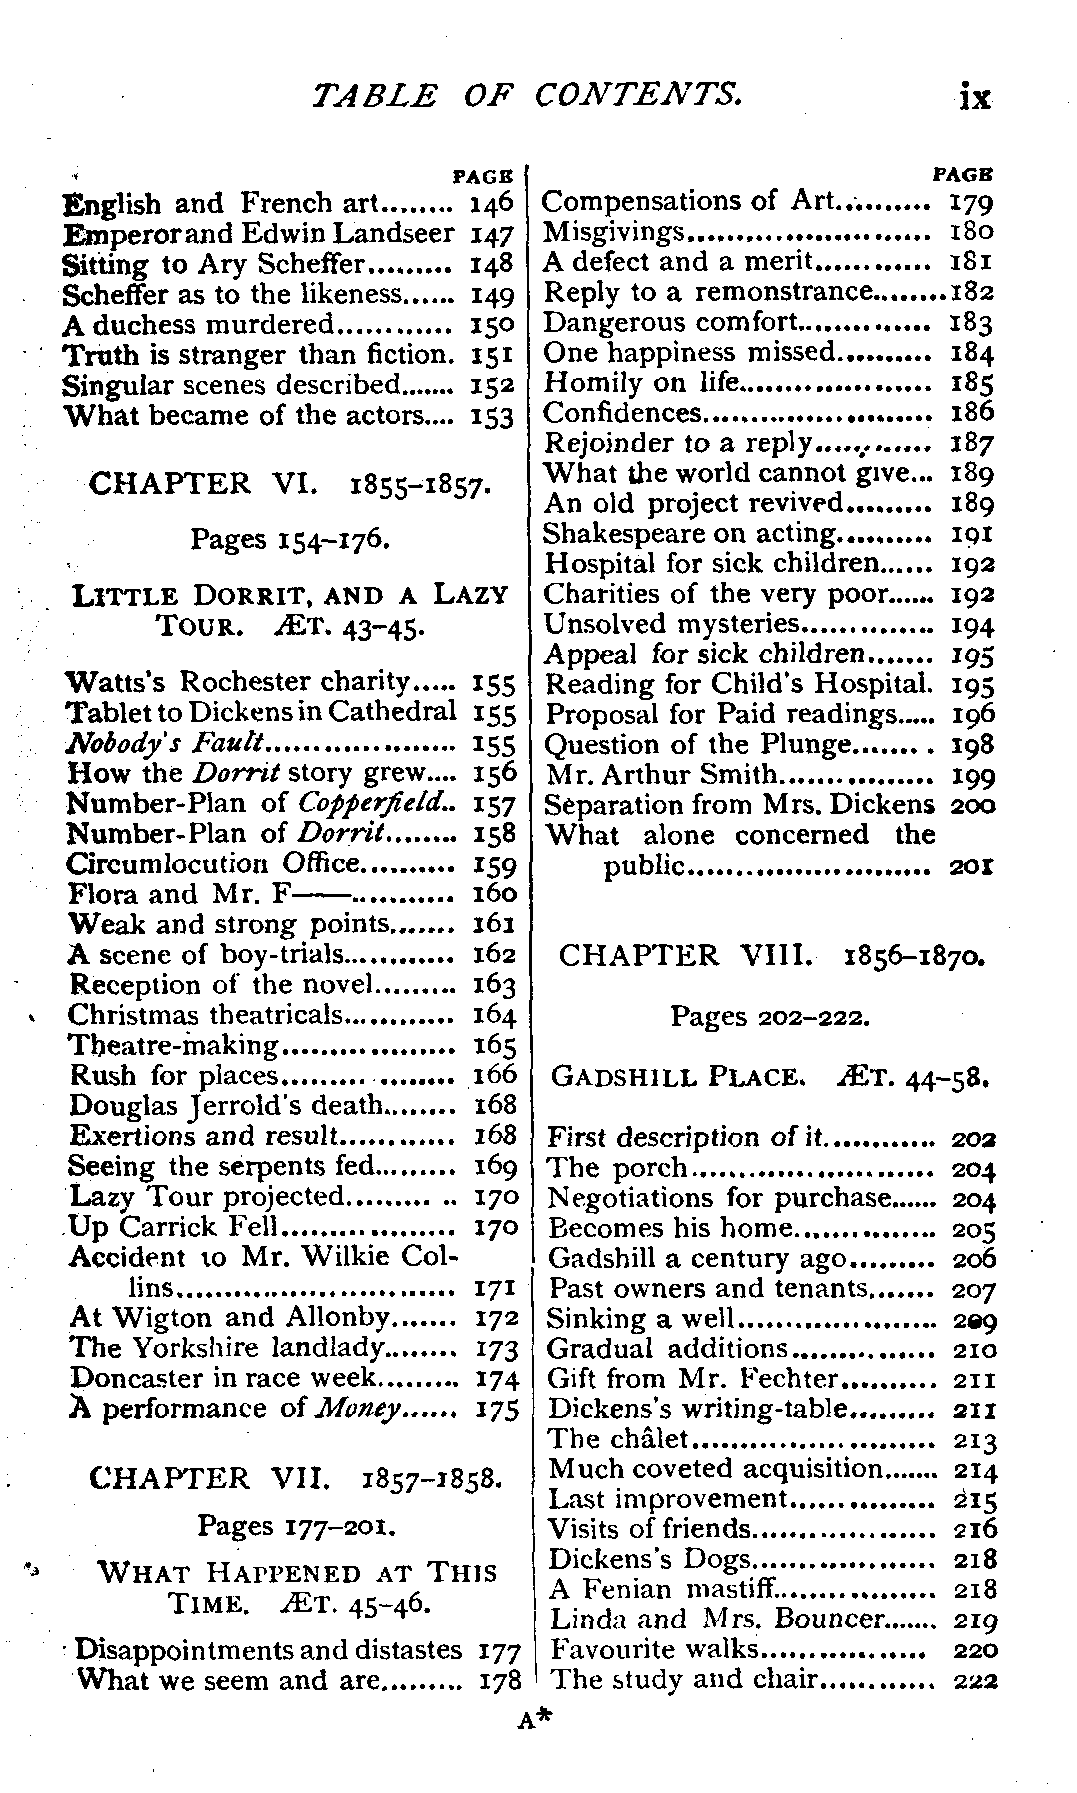 TABLE OF CONTENTS. ix
PAGE
English and French art........ 146
Emperor and Edwin Landseer 147
Sitting to Ary Scheffer......... 148
Scheffer as to the likeness...... 149
A duchess murdered............ 150
Truth is stranger than fiction. 151
Singular scenes described....... 152
What became of the actors.... 153
CHAPTER VI. 1855–1857.
Pages 154–176.
LITTLE DORRIT, AND A LAZY
TOUR. ÆT. 43–45.
Watts's Rochester charity..... 155
Tablet to Dickens in Cathedral 155
Nobody's Fault.................... 155
How the Dorrit story grew.... 156
Number-Plan of Copperfield.. 157
Number-Plan of Dorrit........ 158
Circumlocution Office.......... 159
Flora and Mr. F——........... 160
Weak and strong points....... 161
A scene of boy-trials............ 162
Reception of the novel......... 163
Christmas theatricals............ 164
Theatre-making.................. 165
Rush for places......... ........ 166
Douglas Jerrold's death........ 168
Exertions and result............ 168
Seeing the serpents fed......... 169
Lazy Tour projected......... .. 170
Up Carrick Fell.................. 170
Accident to Mr. Wilkie Col-
lins............................. 171
At Wigton and Allonby....... 172
The Yorkshire landlady........ 173
Doncaster in race week......... 174
A performance of Money...... 175
CHAPTER VII. 1857–1858.
Pages 177–201.
WHAT HAPPENED AT THIS
TIME. ÆT. 45–46.
Disappointments and distastes 177
What we seem and are......... 178
PAGE
Compensations of Art.......... 179
Misgivings......................... 180
A defect and a merit............ 181
Reply to a remonstrance........182
Dangerous comfort.............. 183
One happiness missed.......... 184
Homily on life.................... 185
Confidences........................ 186
Rejoinder to a reply............ 187
What the world cannot give... 189
An old project revived......... 189
Shakespeare on acting.......... 191
Hospital for sick children...... 192
Charities of the very poor...... 192
Unsolved mysteries.............. 194
Appeal for sick children....... 195
Reading for Child's Hospital. 195
Proposal for Paid readings..... 196
Question of the Plunge....... . 198
Mr. Arthur Smith................ 199
Separation from Mrs. Dickens 200
What alone concerned the
public......................... 201
CHAPTER VIII. 1856–1870.
Pages 202–222.
GADSHILL PLACE. ÆT. 44–58.
First description of it............ 202
The porch......................... 204
Negotiations for purchase...... 204
Becomes his home............... 205
Gadshill a century ago......... 206
Past owners and tenants....... 207
Sinking a well..................... 209
Gradual additions............... 210
Gift from Mr. Fechter.......... 211
Dickens's writing-table......... 211
The châlet......................... 213
Much coveted acquisition....... 214
Last improvement............... 215
Visits of friends................... 216
Dickens's Dogs................... 218
A Fenian mastiff................. 218
Linda and Mrs. Bouncer....... 219
Favourite walks................. 220
The study and chair............ 222
A*